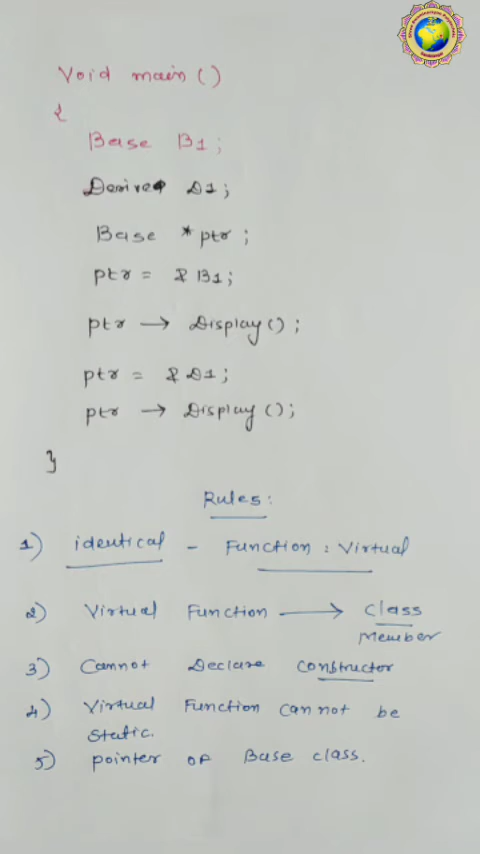 Void main ()
{
Base B1;
Derived D1;
Base *ptr;
ptr = &B1;
ptr → Display();
ptr = &D1;
ptr → Display();
}
Rules:
1) identical - Function : Virtual
2) Virtual Function → Class
Member
3) Cannot Declare Constructor
4) Virtual Function Cannot be
Static.
5) pointer OF Base class.